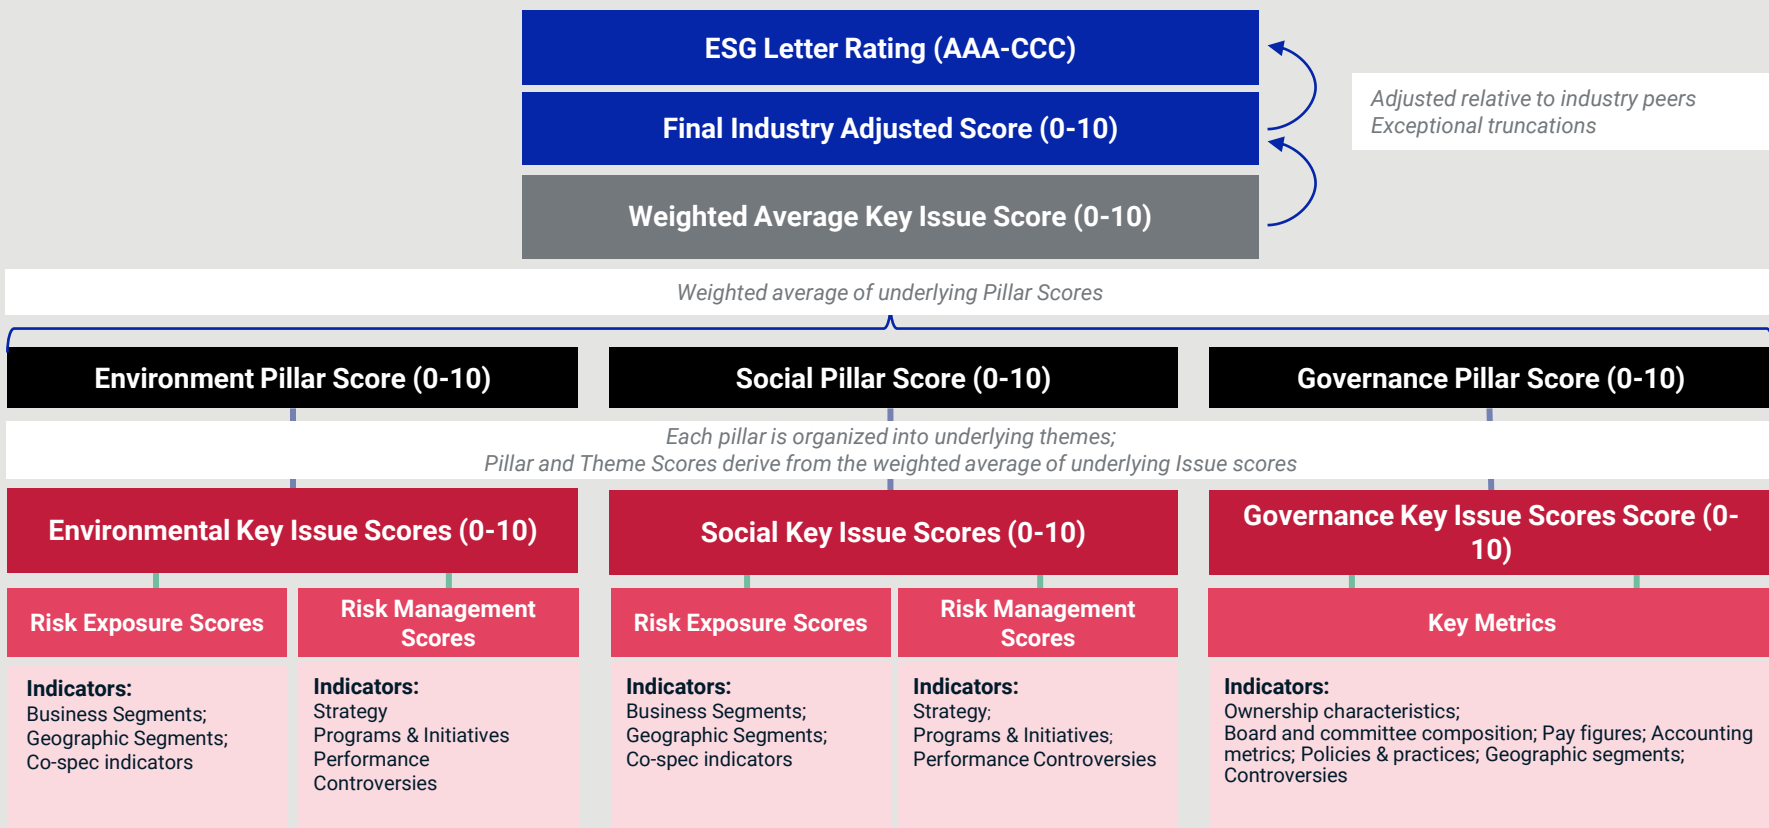 ESG Letter Rating (AAA-CCC)
Final Industry Adjusted Score (0-10)
Adjusted relative to industry peers
Exceptional truncations
Weighted Average Key Issue Score (0-10)
Weighted average of underlying Pillar Scores
Environment Pillar Score (0-10)
Social Pillar Score (0-10)
Governance Pillar Score (0-10)
Each pillar is organized into underlying themes;
Pillar and Theme Scores derive from the weighted average of underlying Issue scores
Environmental Key Issue Scores (0-10)
Social Key Issue Scores (0-10)
Governance Key Issue Scores Score (0-
10)
Risk Exposure Scores
Risk Management
Scores
Risk Exposure Scores
Risk Management
Scores
Key Metrics
Indicators:
Business Segments;
Geographic Segments;
Co-spec indicators
Indicators:
Strategy
Programs & Initiatives
Performance
Controversies
Indicators:
Business Segments;
Geographic Segments;
Co-spec indicators
Indicators:
Strategy;
Programs & Initiatives;
Performance Controversies
Indicators:
Ownership characteristics;
Board and committee composition; Pay figures; Accounting
metrics; Policies & practices; Geographic segments;
Controversies